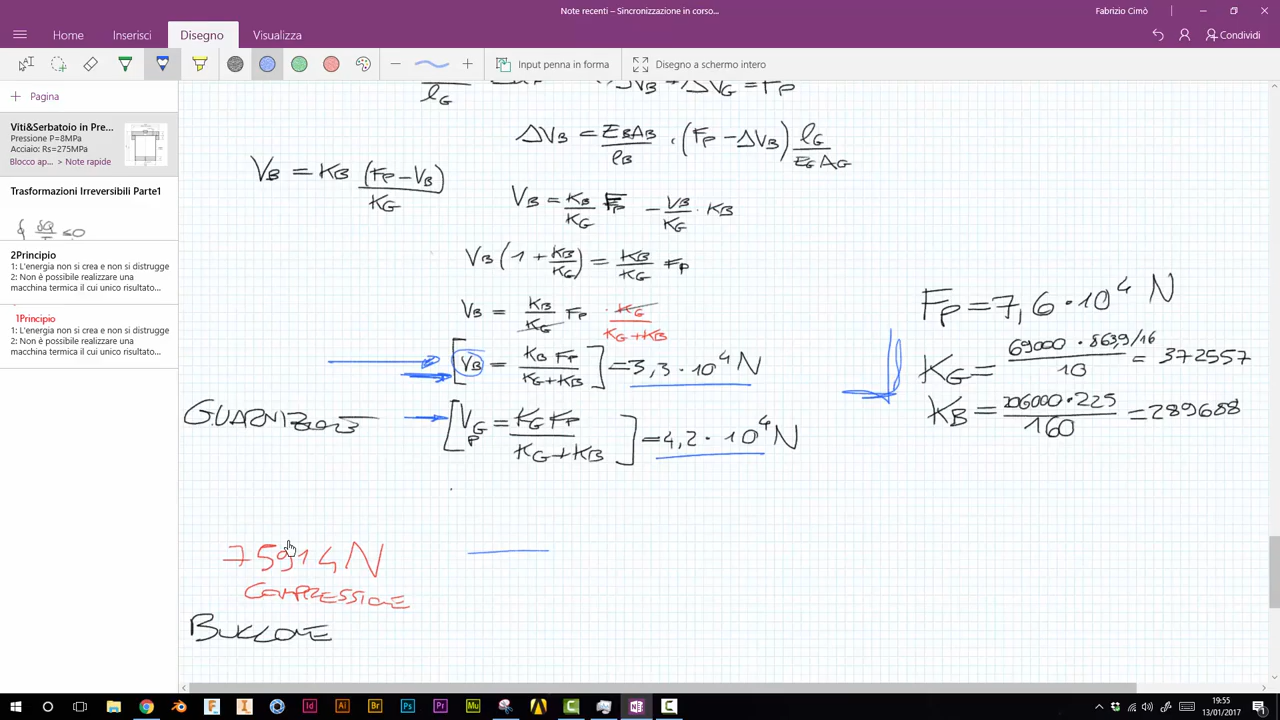 Note recenti – Sincronizzazione in corso...
Fabrizio Cimò
Home
Inserisci
Disegno
Visualizza
Condividi
Input penna in forma
Disegno a schermo intero
+ Pagina
Viti&Serbatoio in Pre...
Pressione P=8MPa
Acciaio: Rs=275MPa
Blocco ap... > Note rapide
Trasformazioni Irreversibili Parte1
2Principio
1: L'energia non si crea e non si distrugge
2: Non è possibile realizzare una
macchina termica il cui unico risultato...
1Principio
1: L'energia non si crea e non si distrugge
2: Non è possibile realizzare una
macchina termica il cui unico risultato...
ΔVB = EBAB/lB · (FP − ΔVB) lG/EGAG
VB = KB (FP − VB)/KG
VB = KB/KG FP − VB/KG · KB
VB (1 + KB/KG) = KB/KG FP
VB = KB/KG FP · KG/(KG+KB)
[VB = KB FP/(KG+KB)] = 3,3 · 10^4 N
GUARNIZIONE
[VGP = KG FP/(KG+KB)] = 4,2 · 10^4 N
FP = 7,6 · 10^4 N
KG = 69000 · 863,9/16 / 10 = 372557
KB = 206000 · 225 / 160 = 289688
75914 N
COMPRESSIONE
BULLONE
19:55
13/01/2017